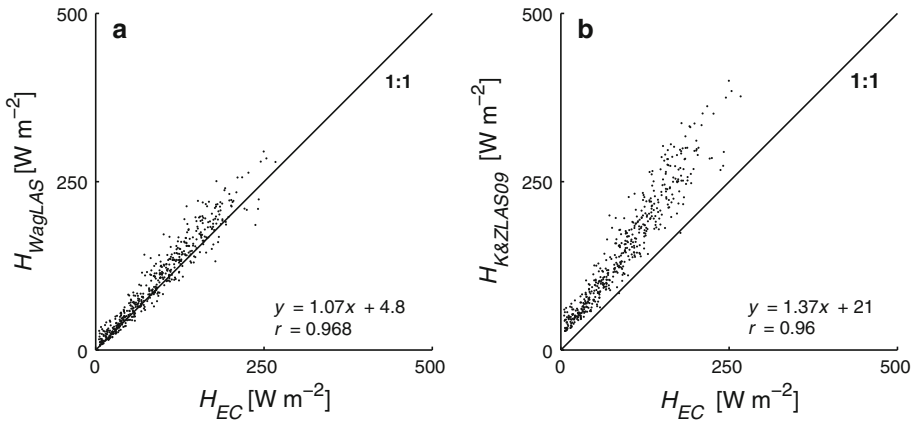 a
500
250
0
0
250
500
1:1
H_WagLAS [W m−2]
H_EC [W m−2]
y = 1.07x + 4.8
r = 0.968
b
500
250
0
0
250
500
1:1
H_K&ZLAS09 [W m−2]
H_EC [W m−2]
y = 1.37x + 21
r = 0.96